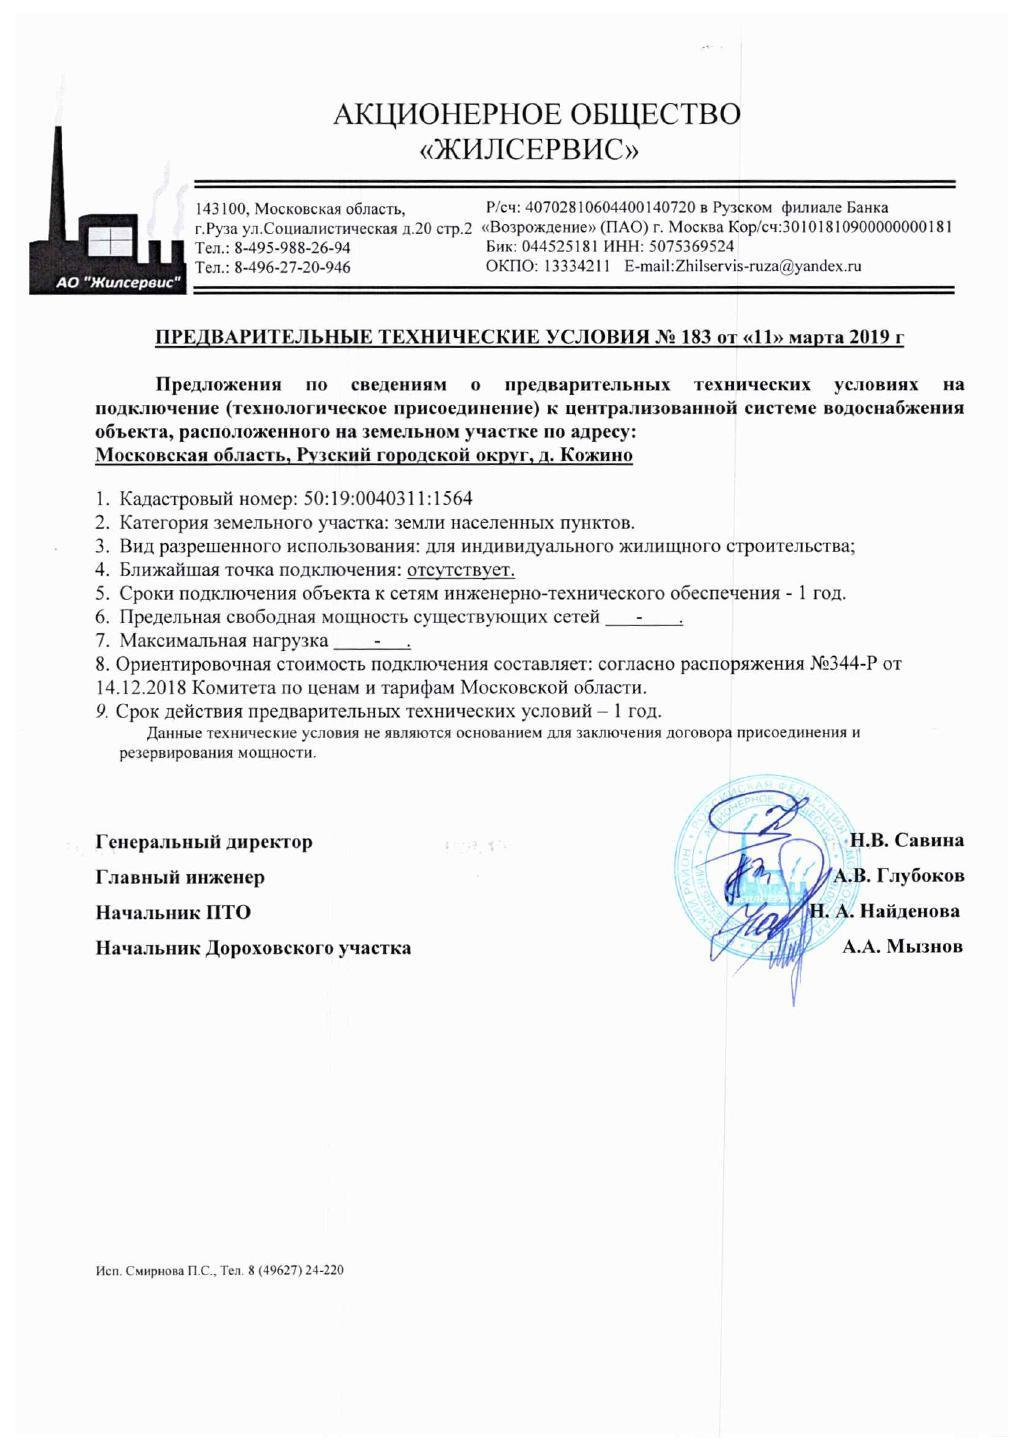 АКЦИОНЕРНОЕ ОБЩЕСТВО
«ЖИЛСЕРВИС»
АО "Жилсервис"
143100, Московская область,
г.Руза ул.Социалистическая д.20 стр.2
Тел.: 8-495-988-26-94
Тел.: 8-496-27-20-946
Р/сч: 40702810604400140720 в Рузском филиале Банка
«Возрождение» (ПАО) г. Москва Кор/сч:30101810900000000181
Бик: 044525181 ИНН: 5075369524
ОКПО: 13334211 E-mail:Zhilservis-ruza@yandex.ru
ПРЕДВАРИТЕЛЬНЫЕ ТЕХНИЧЕСКИЕ УСЛОВИЯ № 183 от «11» марта 2019 г
Предложения по сведениям о предварительных технических условиях на
подключение (технологическое присоединение) к централизованной системе водоснабжения
объекта, расположенного на земельном участке по адресу:
Московская область, Рузский городской округ, д. Кожино
1. Кадастровый номер: 50:19:0040311:1564
2. Категория земельного участка: земли населенных пунктов.
3. Вид разрешенного использования: для индивидуального жилищного строительства;
4. Ближайшая точка подключения: отсутствует.
5. Сроки подключения объекта к сетям инженерно-технического обеспечения - 1 год.
6. Предельная свободная мощность существующих сетей ___-____.
7. Максимальная нагрузка ____-___.
8. Ориентировочная стоимость подключения составляет: согласно распоряжения №344-Р от
14.12.2018 Комитета по ценам и тарифам Московской области.
9. Срок действия предварительных технических условий – 1 год.
Данные технические условия не являются основанием для заключения договора присоединения и
резервирования мощности.
Генеральный директор Н.В. Савина
Главный инженер А.В. Глубоков
Начальник ПТО Н. А. Найденова
Начальник Дороховского участка А.А. Мызнов
РОССИЙСКАЯ ФЕДЕРАЦИЯ
АКЦИОНЕРНОЕ ОБЩЕСТВО
Исп. Смирнова П.С., Тел. 8 (49627) 24-220